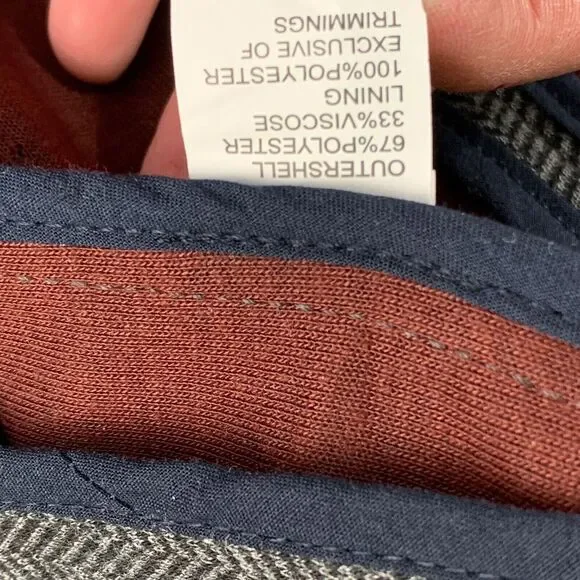 OUTERSHELL
67%POLYESTER
33%VISCOSE
LINING
100%POLYESTER
EXCLUSIVE OF
TRIMMINGS